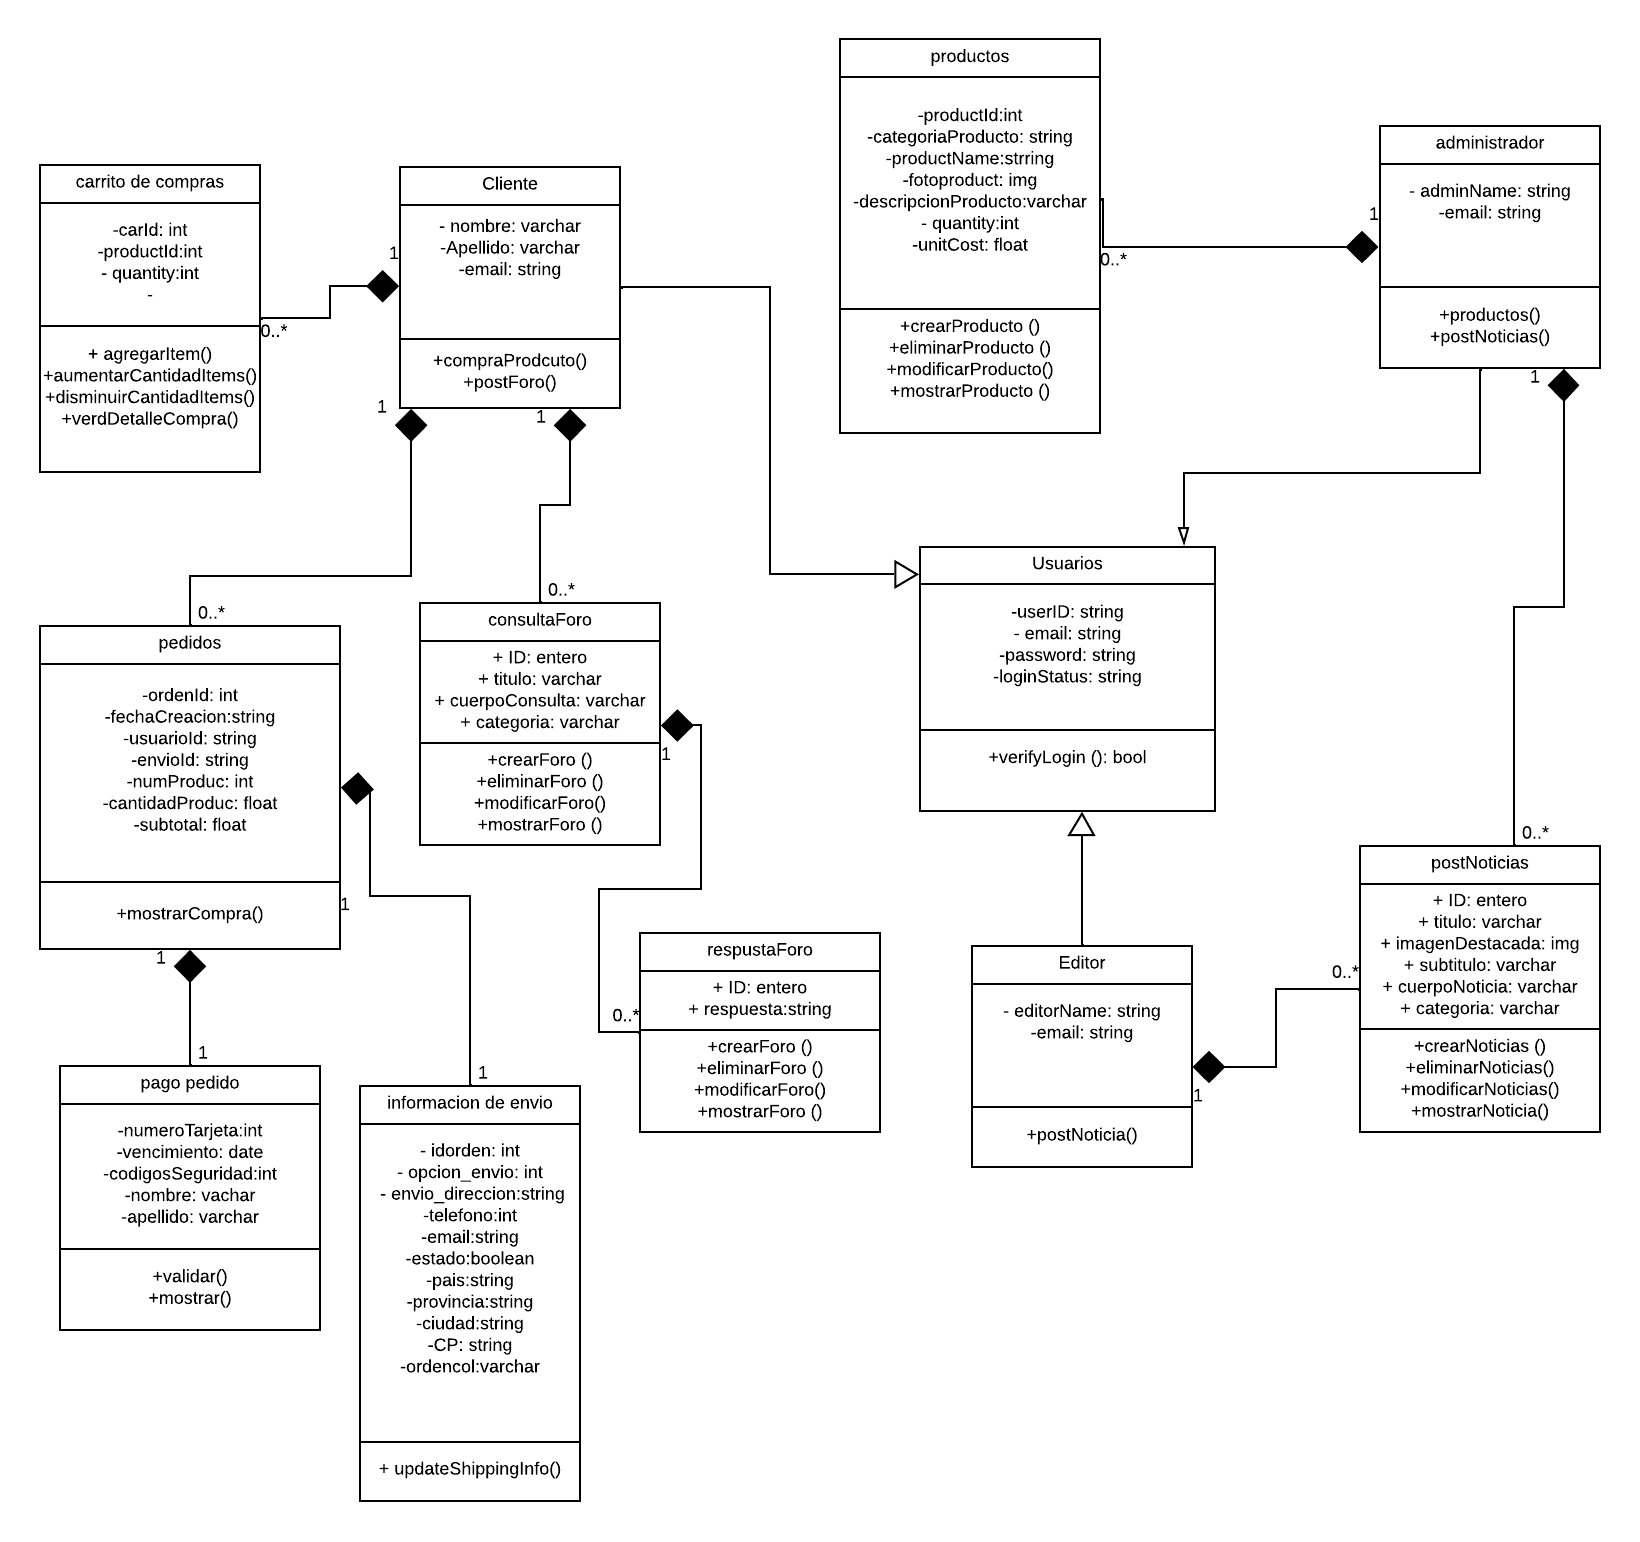 productos
-productId:int
-categoriaProducto: string
-productName:strring
-fotoproduct: img
-descripcionProducto:varchar
- quantity:int
-unitCost: float
+crearProducto ()
+eliminarProducto ()
+modificarProducto()
+mostrarProducto ()
0..*
1
administrador
- adminName: string
-email: string
+productos()
+postNoticias()
1
carrito de compras
-carId: int
-productId:int
- quantity:int
-
+ agregarItem()
+aumentarCantidadItems()
+disminuirCantidadItems()
+verdDetalleCompra()
0..*
1
Cliente
- nombre: varchar
-Apellido: varchar
-email: string
+compraProdcuto()
+postForo()
1
1
0..*
0..*
Usuarios
-userID: string
- email: string
-password: string
-loginStatus: string
+verifyLogin (): bool
consultaForo
+ ID: entero
+ titulo: varchar
+ cuerpoConsulta: varchar
+ categoria: varchar
+crearForo ()
+eliminarForo ()
+modificarForo()
+mostrarForo ()
1
pedidos
-ordenId: int
-fechaCreacion:string
-usuarioId: string
-envioId: string
-numProduc: int
-cantidadProduc: float
-subtotal: float
+mostrarCompra()
1
1
0..*
postNoticias
+ ID: entero
+ titulo: varchar
+ imagenDestacada: img
+ subtitulo: varchar
+ cuerpoNoticia: varchar
+ categoria: varchar
+crearNoticias ()
+eliminarNoticias()
+modificarNoticias()
+mostrarNoticia()
0..*
respustaForo
+ ID: entero
+ respuesta:string
+crearForo ()
+eliminarForo ()
+modificarForo()
+mostrarForo ()
0..*
Editor
- editorName: string
-email: string
+postNoticia()
1
1
pago pedido
-numeroTarjeta:int
-vencimiento: date
-codigosSeguridad:int
-nombre: vachar
-apellido: varchar
+validar()
+mostrar()
1
informacion de envio
- idorden: int
- opcion_envio: int
- envio_direccion:string
-telefono:int
-email:string
-estado:boolean
-pais:string
-provincia:string
-ciudad:string
-CP: string
-ordencol:varchar
+ updateShippingInfo()